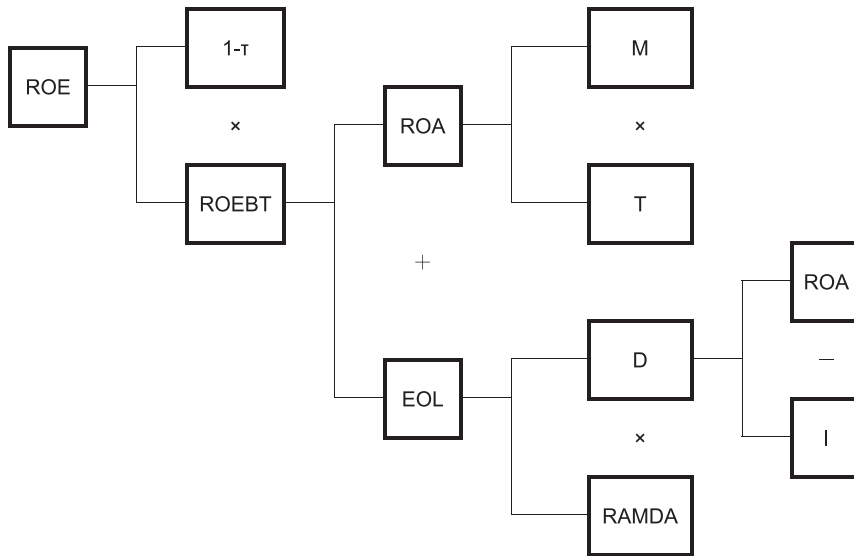 ROE
1-τ
×
ROEBT
ROA
+
EOL
M
×
T
D
×
RAMDA
ROA
–
I